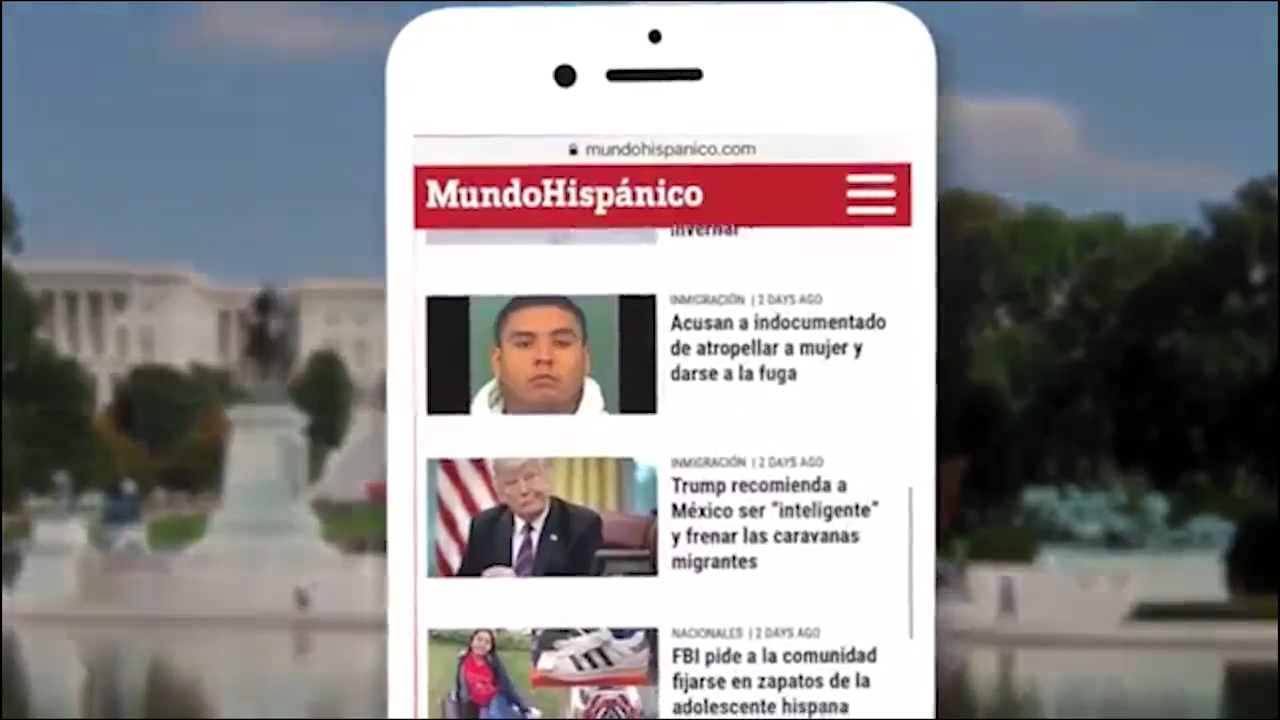 mundohispanico.com
MundoHispánico
invernal
INMIGRACIÓN | 2 DAYS AGO
Acusan a indocumentado
de atropellar a mujer y
darse a la fuga
INMIGRACIÓN | 2 DAYS AGO
Trump recomienda a
México ser "inteligente"
y frenar las caravanas
migrantes
NACIONALES | 2 DAYS AGO
FBI pide a la comunidad
fijarse en zapatos de la
adolescente hispana